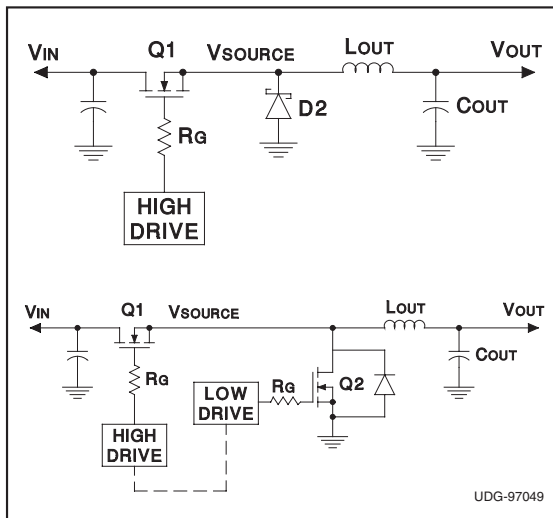 VIN Q1 VSOURCE LOUT VOUT
D2 COUT
RG
HIGH
DRIVE
VIN Q1 VSOURCE LOUT VOUT
COUT
RG LOW
DRIVE RG Q2
HIGH
DRIVE
UDG-97049